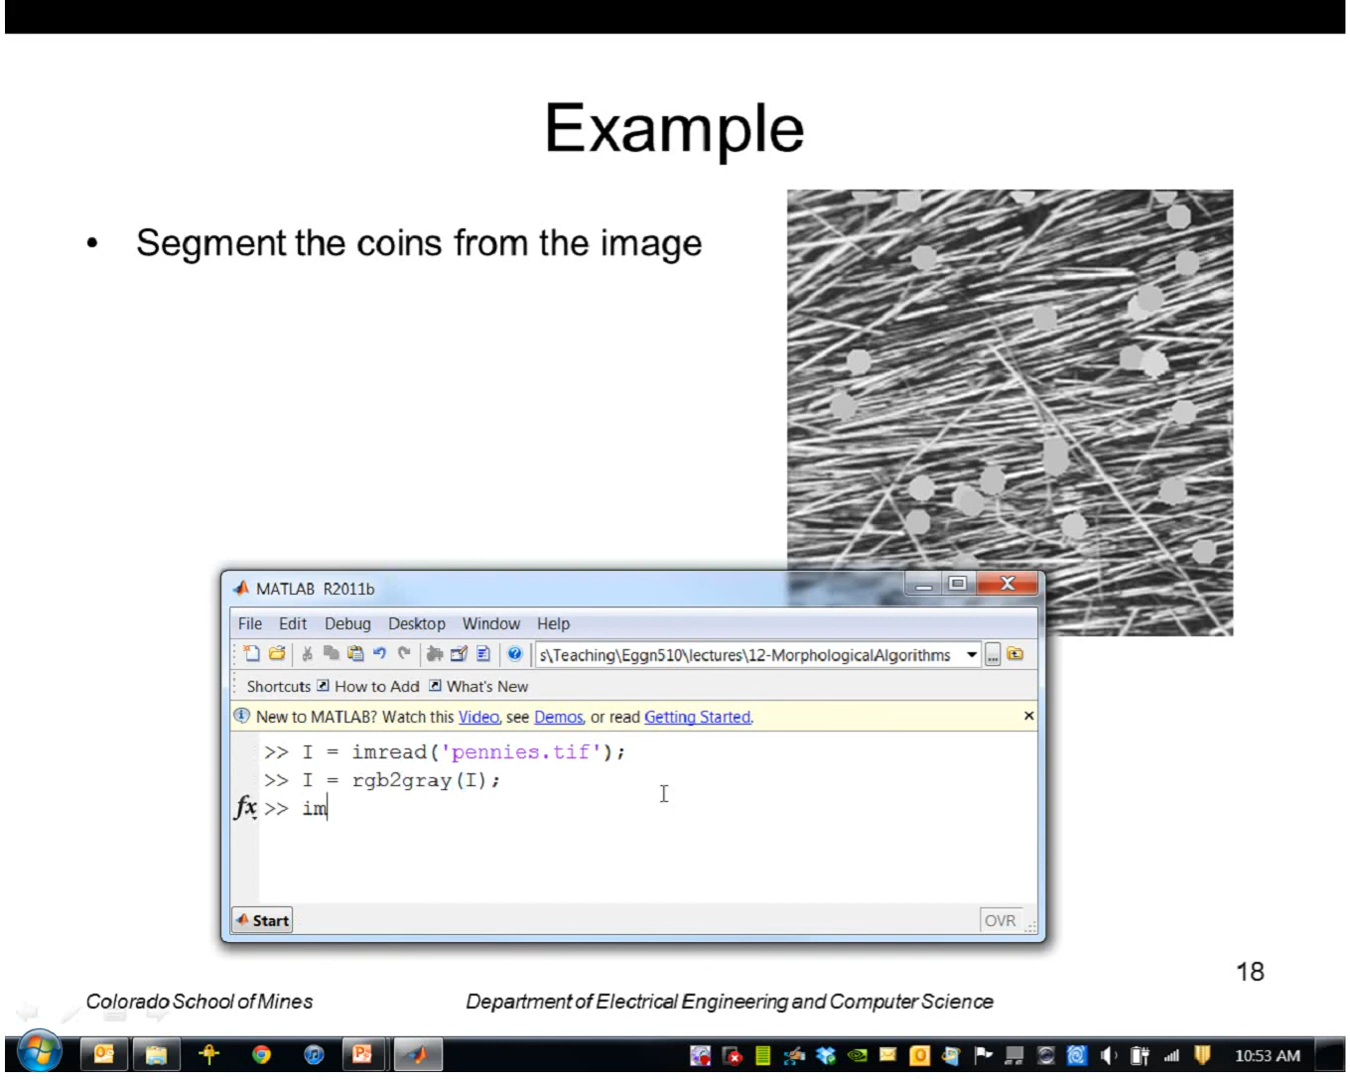 Example
• Segment the coins from the image
MATLAB R2011b
File Edit Debug Desktop Window Help
s\Teaching\Eggn510\lectures\12-MorphologicalAlgorithms ...
Shortcuts How to Add What's New
New to MATLAB? Watch this Video, see Demos, or read Getting Started.
>> I = imread('pennies.tif');
>> I = rgb2gray(I);
fx >> im
Start
OVR
18
Colorado School of Mines
Department of Electrical Engineering and Computer Science
10:53 AM